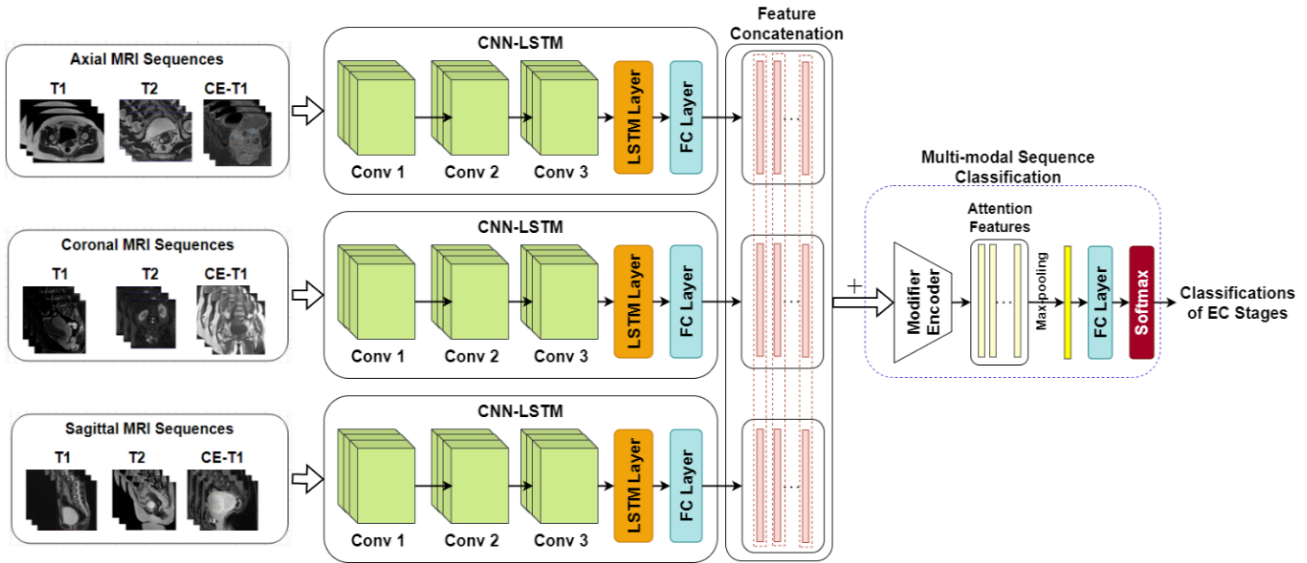 Feature
Concatenation
Axial MRI Sequences
T1
T2
CE-T1
CNN-LSTM
Conv 1
Conv 2
Conv 3
LSTM Layer
FC Layer
Coronal MRI Sequences
T1
T2
CE-T1
CNN-LSTM
Conv 1
Conv 2
Conv 3
LSTM Layer
FC Layer
Sagittal MRI Sequences
T1
T2
CE-T1
CNN-LSTM
Conv 1
Conv 2
Conv 3
LSTM Layer
FC Layer
...
...
...
+
Multi-modal Sequence
Classification
Modifier
Encoder
Attention
Features
...
Max-pooling
FC Layer
Softmax
Classifications
of EC Stages